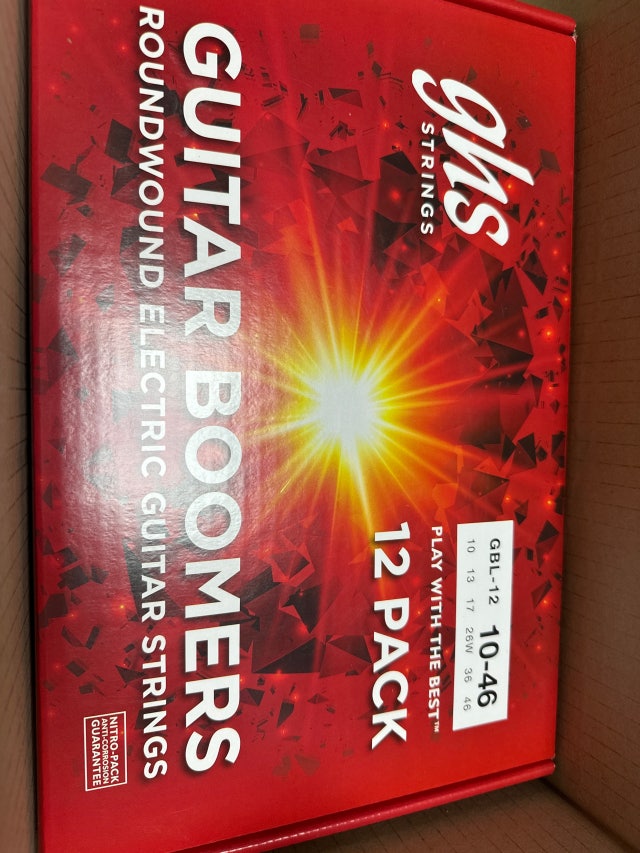 ghs
STRINGS
GBL-12 10-46
10 13 17 26W 36 46
PLAY WITH THE BEST™
12 PACK
GUITAR BOOMERS
ROUNDWOUND ELECTRIC GUITAR STRINGS
NITRO-PACK
ANTI-CORROSION
GUARANTEE